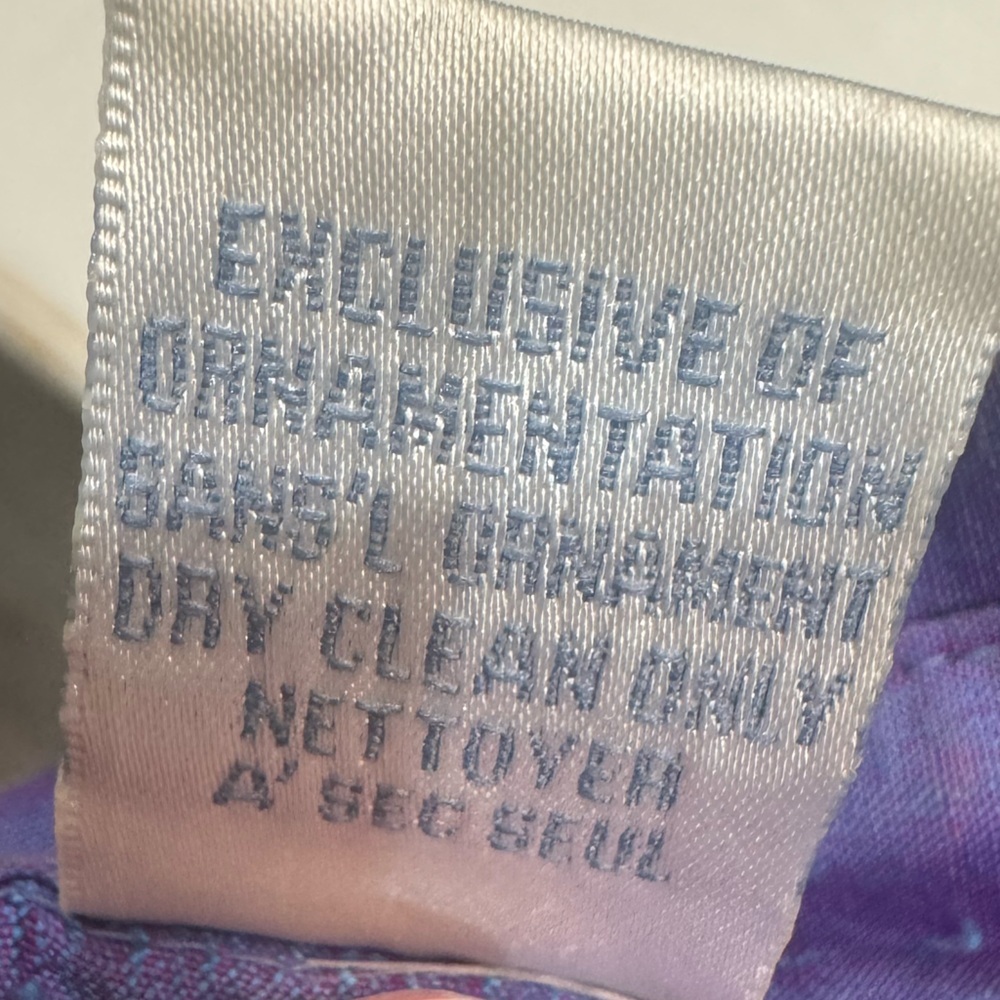 EXCLUSIVE OF
ORNAMENTATION
SANS'L ORNAMENT
DRY CLEAN ONLY
NETTOYER
A' SEC SEUL